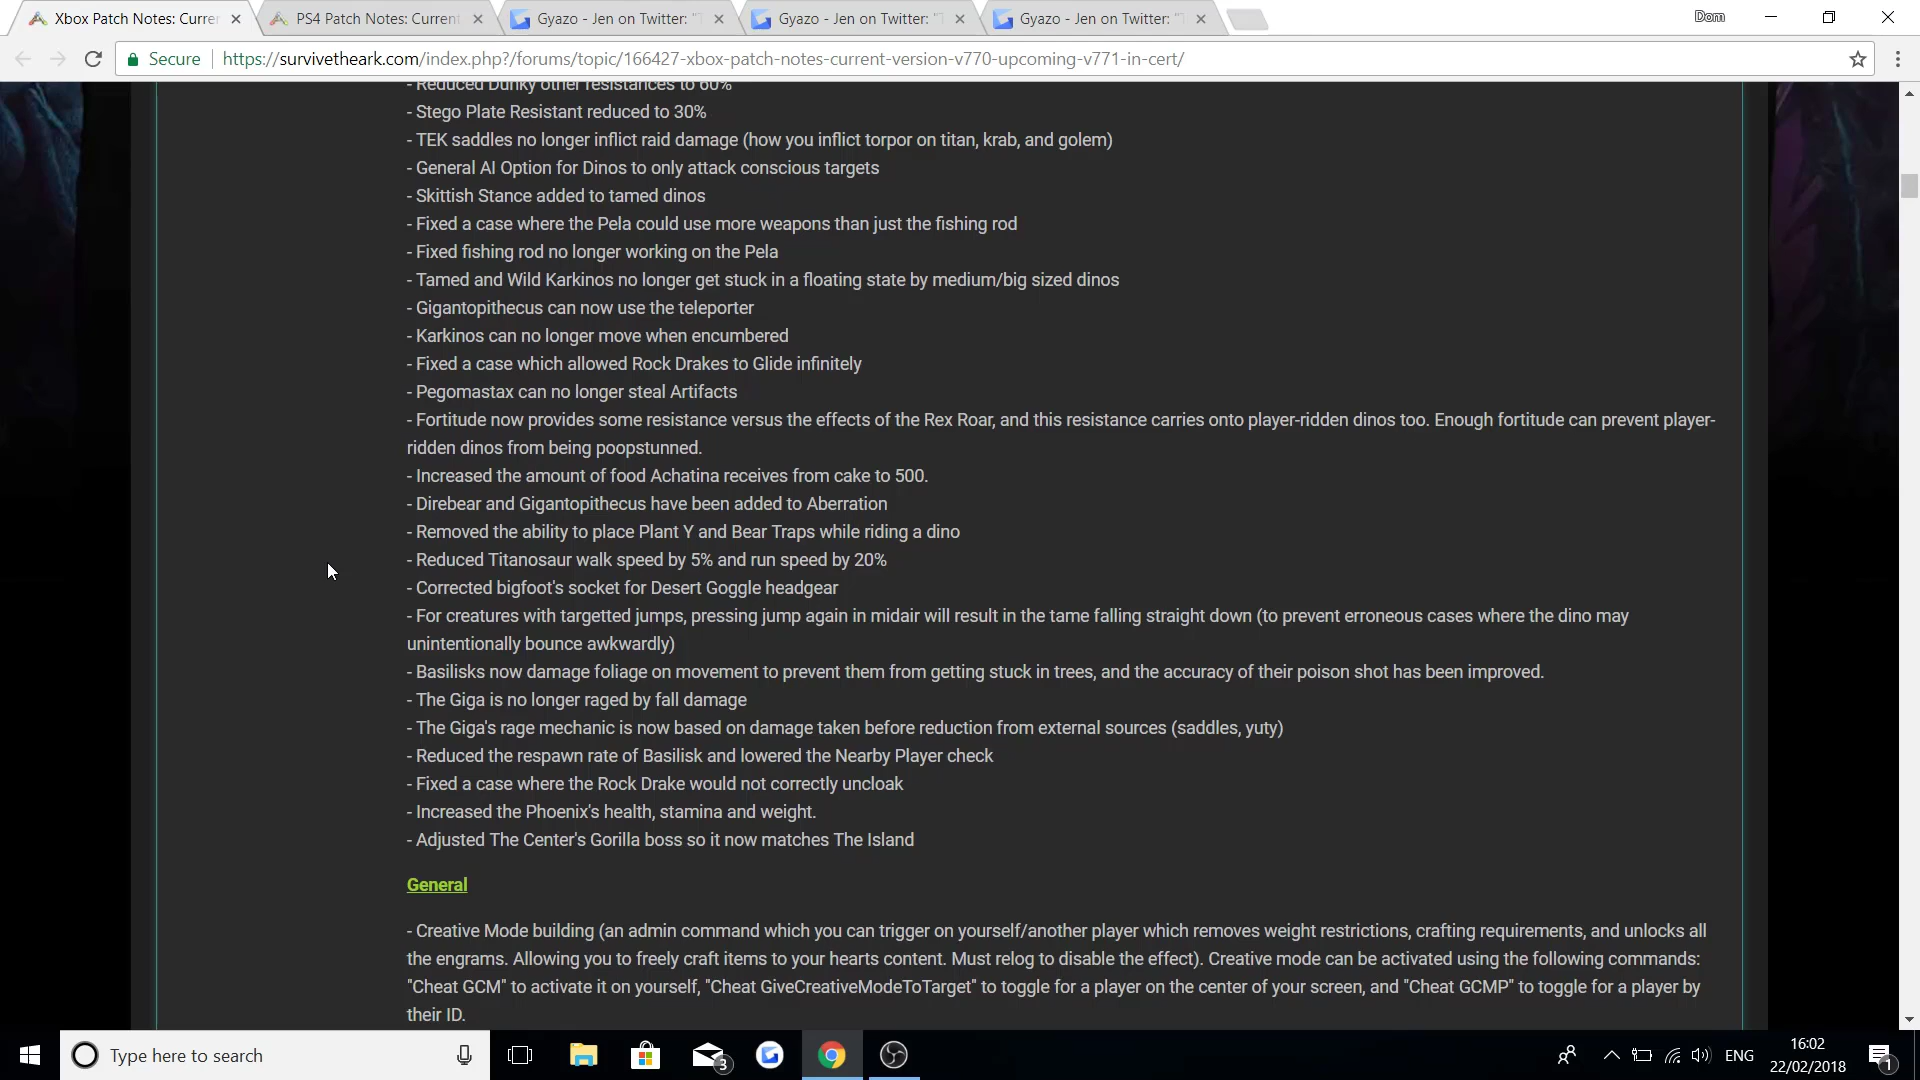 Xbox Patch Notes: Curre
PS4 Patch Notes: Current
Gyazo - Jen on Twitter: "
Gyazo - Jen on Twitter: "
Gyazo - Jen on Twitter: "
Dom
Secure
https://survivetheark.com/index.php?/forums/topic/166427-xbox-patch-notes-current-version-v770-upcoming-v771-in-cert/
- Reduced Dunky other resistances to 60%
- Stego Plate Resistant reduced to 30%
- TEK saddles no longer inflict raid damage (how you inflict torpor on titan, krab, and golem)
- General AI Option for Dinos to only attack conscious targets
- Skittish Stance added to tamed dinos
- Fixed a case where the Pela could use more weapons than just the fishing rod
- Fixed fishing rod no longer working on the Pela
- Tamed and Wild Karkinos no longer get stuck in a floating state by medium/big sized dinos
- Gigantopithecus can now use the teleporter
- Karkinos can no longer move when encumbered
- Fixed a case which allowed Rock Drakes to Glide infinitely
- Pegomastax can no longer steal Artifacts
- Fortitude now provides some resistance versus the effects of the Rex Roar, and this resistance carries onto player-ridden dinos too. Enough fortitude can prevent player-
ridden dinos from being poopstunned.
- Increased the amount of food Achatina receives from cake to 500.
- Direbear and Gigantopithecus have been added to Aberration
- Removed the ability to place Plant Y and Bear Traps while riding a dino
- Reduced Titanosaur walk speed by 5% and run speed by 20%
- Corrected bigfoot's socket for Desert Goggle headgear
- For creatures with targetted jumps, pressing jump again in midair will result in the tame falling straight down (to prevent erroneous cases where the dino may
unintentionally bounce awkwardly)
- Basilisks now damage foliage on movement to prevent them from getting stuck in trees, and the accuracy of their poison shot has been improved.
- The Giga is no longer raged by fall damage
- The Giga's rage mechanic is now based on damage taken before reduction from external sources (saddles, yuty)
- Reduced the respawn rate of Basilisk and lowered the Nearby Player check
- Fixed a case where the Rock Drake would not correctly uncloak
- Increased the Phoenix's health, stamina and weight.
- Adjusted The Center's Gorilla boss so it now matches The Island
General
- Creative Mode building (an admin command which you can trigger on yourself/another player which removes weight restrictions, crafting requirements, and unlocks all
the engrams. Allowing you to freely craft items to your hearts content. Must relog to disable the effect). Creative mode can be activated using the following commands:
"Cheat GCM" to activate it on yourself, "Cheat GiveCreativeModeToTarget" to toggle for a player on the center of your screen, and "Cheat GCMP" to toggle for a player by
their ID.
Type here to search
3
ENG
16:02
22/02/2018
1